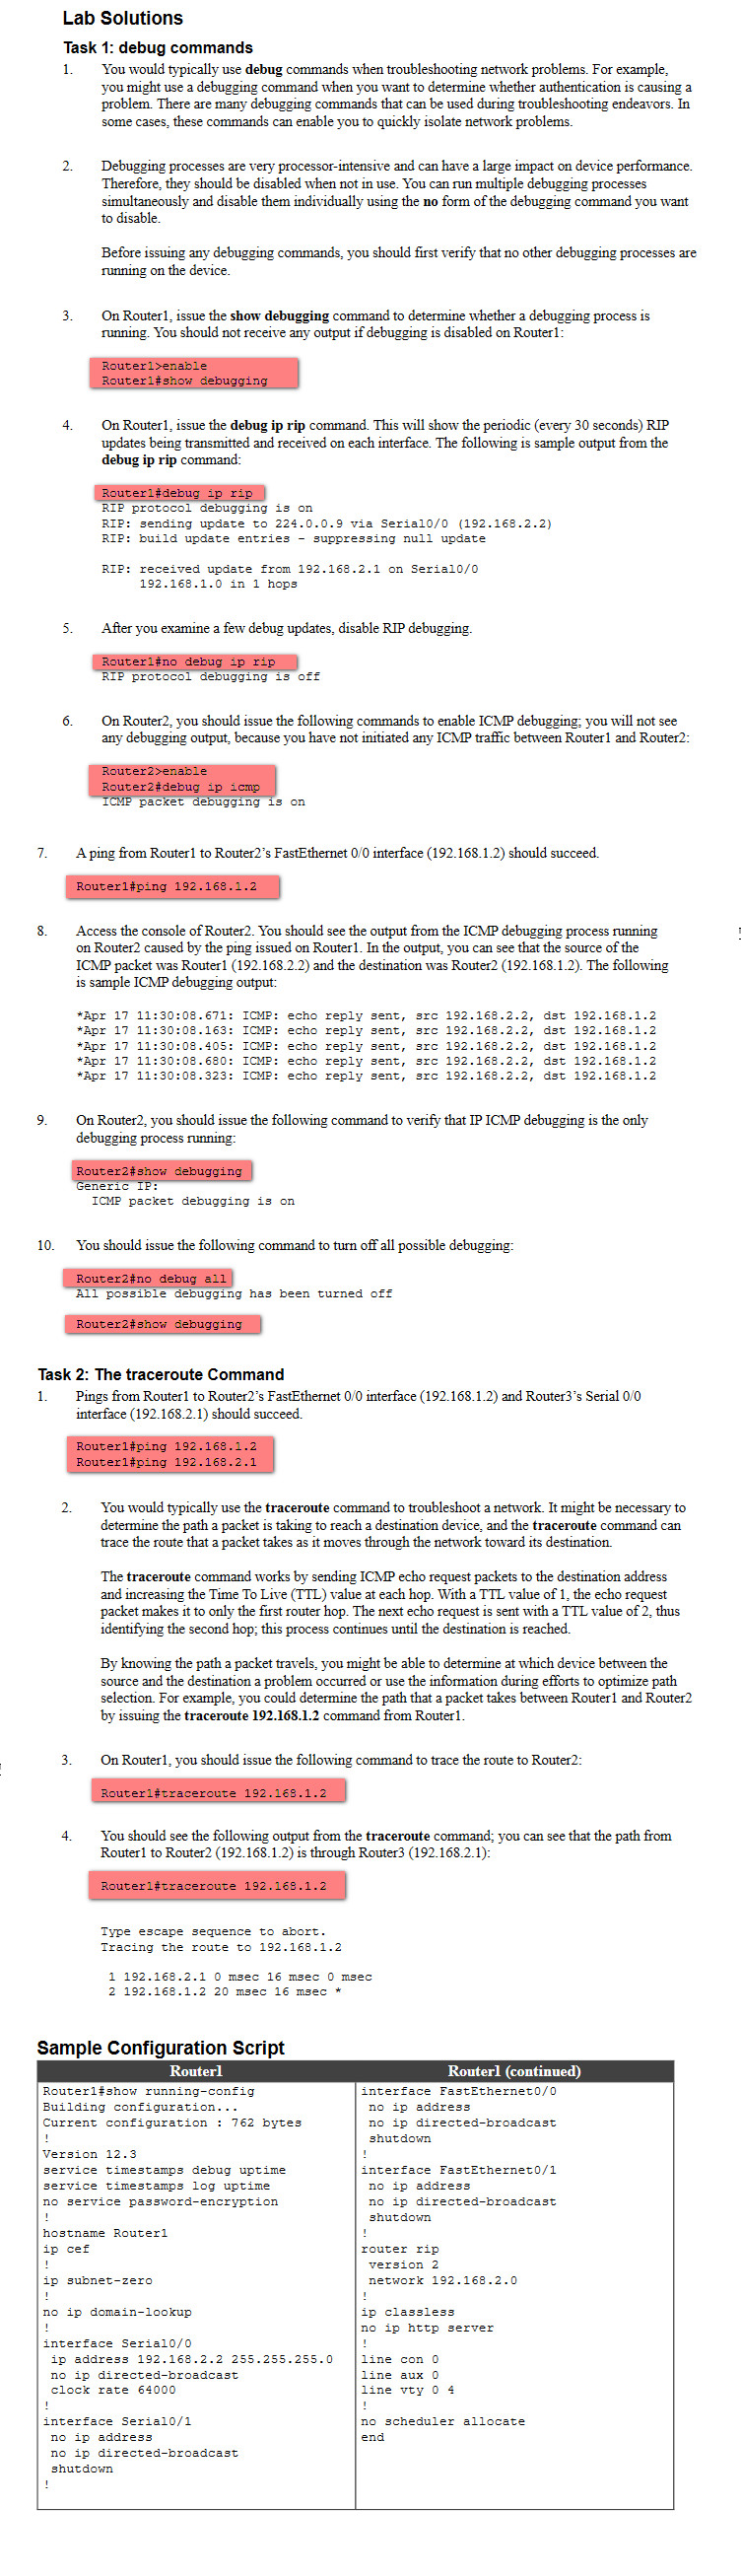 Lab Solutions
Task 1: debug commands
1. You would typically use debug commands when troubleshooting network problems. For example,
you might use a debugging command when you want to determine whether authentication is causing a
problem. There are many debugging commands that can be used during troubleshooting endeavors. In
some cases, these commands can enable you to quickly isolate network problems.
2. Debugging processes are very processor-intensive and can have a large impact on device performance.
Therefore, they should be disabled when not in use. You can run multiple debugging processes
simultaneously and disable them individually using the no form of the debugging command you want
to disable.
Before issuing any debugging commands, you should first verify that no other debugging processes are
running on the device.
3. On Router1, issue the show debugging command to determine whether a debugging process is
running. You should not receive any output if debugging is disabled on Router1:
Router1>enable
Router1#show debugging
4. On Router1, issue the debug ip rip command. This will show the periodic (every 30 seconds) RIP
updates being transmitted and received on each interface. The following is sample output from the
debug ip rip command:
Router1#debug ip rip
RIP protocol debugging is on
RIP: sending update to 224.0.0.9 via Serial0/0 (192.168.2.2)
RIP: build update entries - suppressing null update
RIP: received update from 192.168.2.1 on Serial0/0
192.168.1.0 in 1 hops
5. After you examine a few debug updates, disable RIP debugging.
Router1#no debug ip rip
RIP protocol debugging is off
6. On Router2, you should issue the following commands to enable ICMP debugging; you will not see
any debugging output, because you have not initiated any ICMP traffic between Router1 and Router2:
Router2>enable
Router2#debug ip icmp
ICMP packet debugging is on
7. A ping from Router1 to Router2's FastEthernet 0/0 interface (192.168.1.2) should succeed.
Router1#ping 192.168.1.2
8. Access the console of Router2. You should see the output from the ICMP debugging process running
on Router2 caused by the ping issued on Router1. In the output, you can see that the source of the
ICMP packet was Router1 (192.168.2.2) and the destination was Router2 (192.168.1.2). The following
is sample ICMP debugging output:
*Apr 17 11:30:08.671: ICMP: echo reply sent, src 192.168.2.2, dst 192.168.1.2
*Apr 17 11:30:08.163: ICMP: echo reply sent, src 192.168.2.2, dst 192.168.1.2
*Apr 17 11:30:08.405: ICMP: echo reply sent, src 192.168.2.2, dst 192.168.1.2
*Apr 17 11:30:08.680: ICMP: echo reply sent, src 192.168.2.2, dst 192.168.1.2
*Apr 17 11:30:08.323: ICMP: echo reply sent, src 192.168.2.2, dst 192.168.1.2
9. On Router2, you should issue the following command to verify that IP ICMP debugging is the only
debugging process running:
Router2#show debugging
Generic IP:
ICMP packet debugging is on
10. You should issue the following command to turn off all possible debugging:
Router2#no debug all
All possible debugging has been turned off
Router2#show debugging
Task 2: The traceroute Command
1. Pings from Router1 to Router2's FastEthernet 0/0 interface (192.168.1.2) and Router3's Serial 0/0
interface (192.168.2.1) should succeed.
Router1#ping 192.168.1.2
Router1#ping 192.168.2.1
2. You would typically use the traceroute command to troubleshoot a network. It might be necessary to
determine the path a packet is taking to reach a destination device, and the traceroute command can
trace the route that a packet takes as it moves through the network toward its destination.
The traceroute command works by sending ICMP echo request packets to the destination address
and increasing the Time To Live (TTL) value at each hop. With a TTL value of 1, the echo request
packet makes it to only the first router hop. The next echo request is sent with a TTL value of 2, thus
identifying the second hop; this process continues until the destination is reached.
By knowing the path a packet travels, you might be able to determine at which device between the
source and the destination a problem occurred or use the information during efforts to optimize path
selection. For example, you could determine the path that a packet takes between Router1 and Router2
by issuing the traceroute 192.168.1.2 command from Router1.
3. On Router1, you should issue the following command to trace the route to Router2:
Router1#traceroute 192.168.1.2
4. You should see the following output from the traceroute command; you can see that the path from
Router1 to Router2 (192.168.1.2) is through Router3 (192.168.2.1):
Router1#traceroute 192.168.1.2
Type escape sequence to abort.
Tracing the route to 192.168.1.2
1 192.168.2.1 0 msec 16 msec 0 msec
2 192.168.1.2 20 msec 16 msec *
Sample Configuration Script
Router1
Router1#show running-config
Building configuration...
Current configuration : 762 bytes
!
Version 12.3
service timestamps debug uptime
service timestamps log uptime
no service password-encryption
!
hostname Router1
ip cef
!
ip subnet-zero
!
no ip domain-lookup
!
interface Serial0/0
ip address 192.168.2.2 255.255.255.0
no ip directed-broadcast
clock rate 64000
!
interface Serial0/1
no ip address
no ip directed-broadcast
shutdown
!
Router1 (continued)
interface FastEthernet0/0
no ip address
no ip directed-broadcast
shutdown
!
interface FastEthernet0/1
no ip address
no ip directed-broadcast
shutdown
!
router rip
version 2
network 192.168.2.0
!
ip classless
no ip http server
!
line con 0
line aux 0
line vty 0 4
!
no scheduler allocate
end